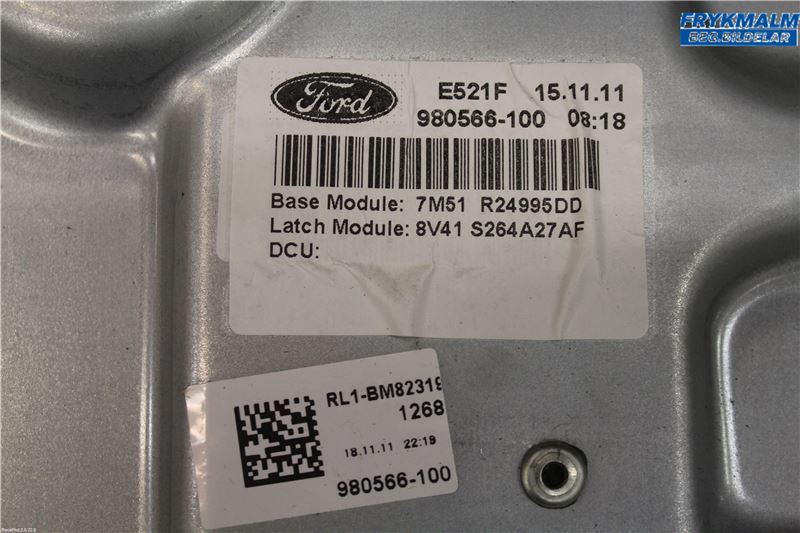 FRYKMALM
BZG.BILDELAR
Ford
E521F 15.11.11
980566-100 08:18
Base Module: 7M51 R24995DD
Latch Module: 8V41 S264A27AF
DCU:
RL1-BM82319
1268
18.11.11 22:19
980566-100